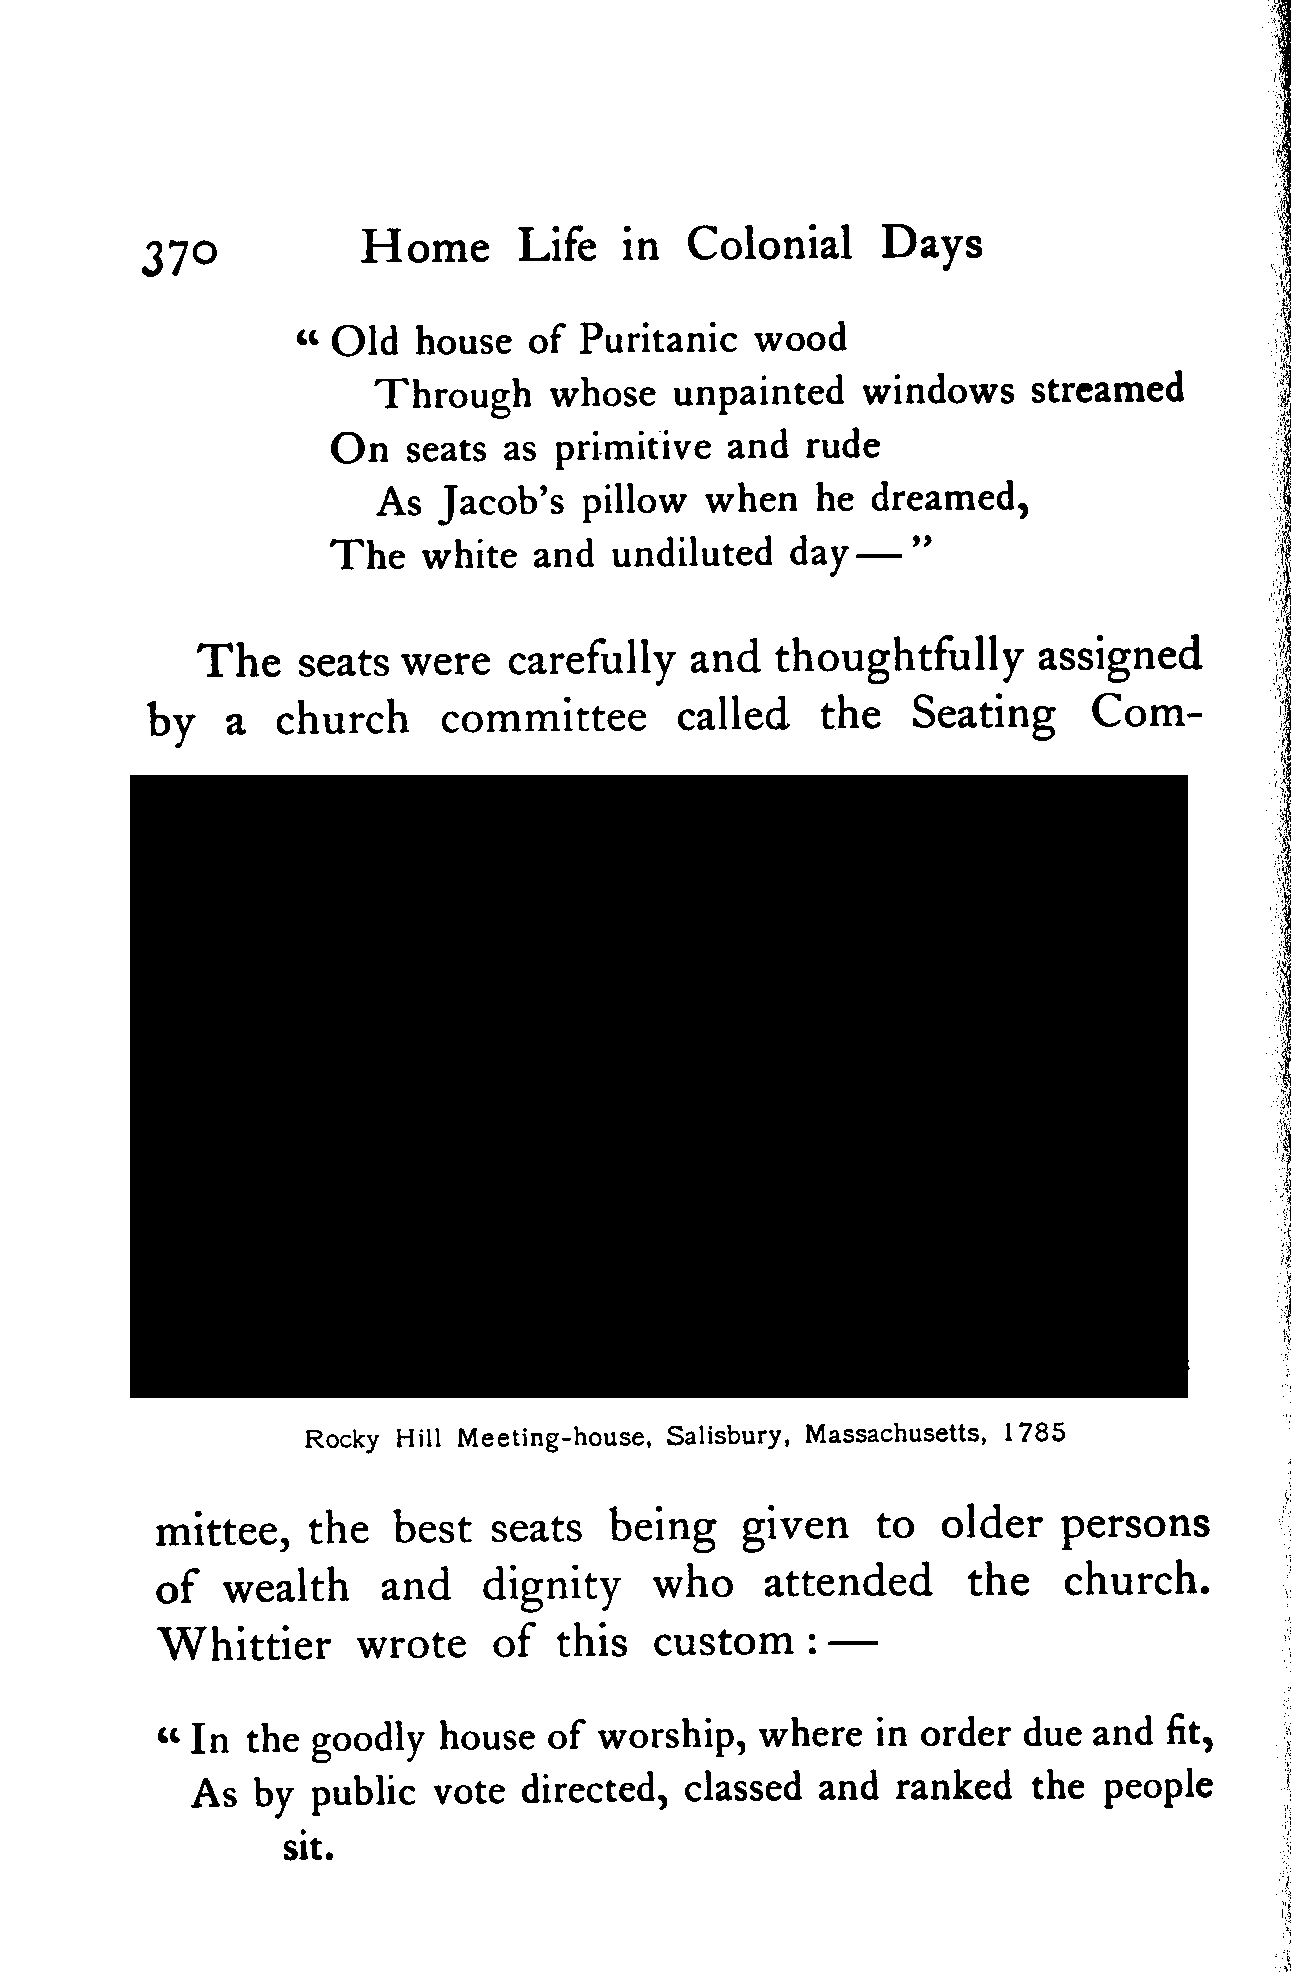 370 Home Life in Colonial Days
“ Old house of Puritanic wood
Through whose unpainted windows streamed
On seats as primitive and rude
As Jacob’s pillow when he dreamed,
The white and undiluted day — ”
The seats were carefully and thoughtfully assigned
by a church committee called the Seating Com-
Rocky Hill Meeting-house, Salisbury, Massachusetts, 1785
mittee, the best seats being given to older persons
of wealth and dignity who attended the church.
Whittier wrote of this custom : —
“ In the goodly house of worship, where in order due and fit,
As by public vote directed, classed and ranked the people
sit.